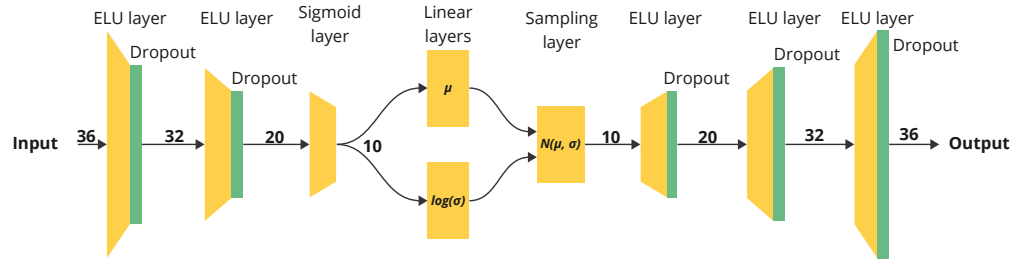 ELU layer
Dropout
ELU layer
Dropout
Sigmoid
layer
Linear
layers
Sampling
layer
ELU layer
Dropout
ELU layer
Dropout
ELU layer
Dropout
Input
36
32
20
10
μ
log(σ)
N(μ, σ)
10
20
32
36
Output